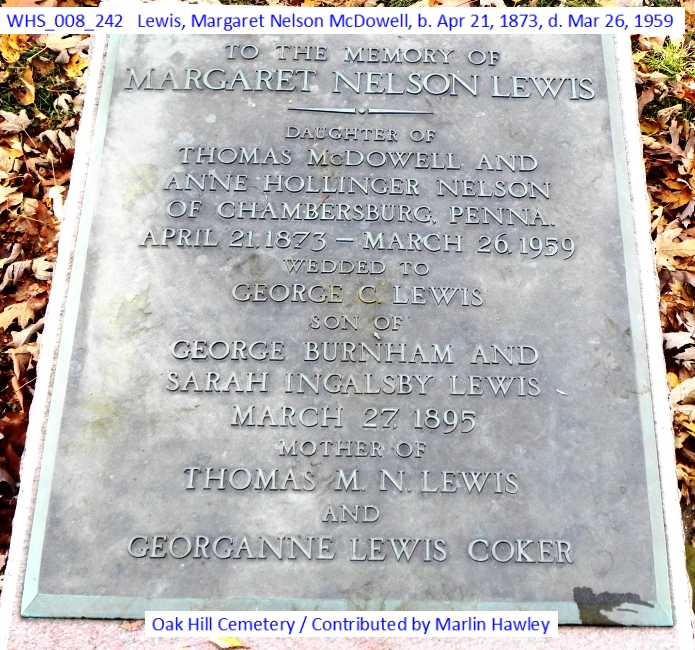 WHS_008_242 Lewis, Margaret Nelson McDowell, b. Apr 21, 1873, d. Mar 26, 1959
TO THE MEMORY OF
MARGARET NELSON LEWIS
DAUGHTER OF
THOMAS McDOWELL AND
ANNE HOLLINGER NELSON
OF CHAMBERSBURG, PENNA.
APRIL 21, 1873 — MARCH 26, 1959
WEDDED TO
GEORGE C. LEWIS
SON OF
GEORGE BURNHAM AND
SARAH INGALSBY LEWIS
MARCH 27, 1895
MOTHER OF
THOMAS M. N. LEWIS
AND
GEORGANNE LEWIS COKER
Oak Hill Cemetery / Contributed by Marlin Hawley